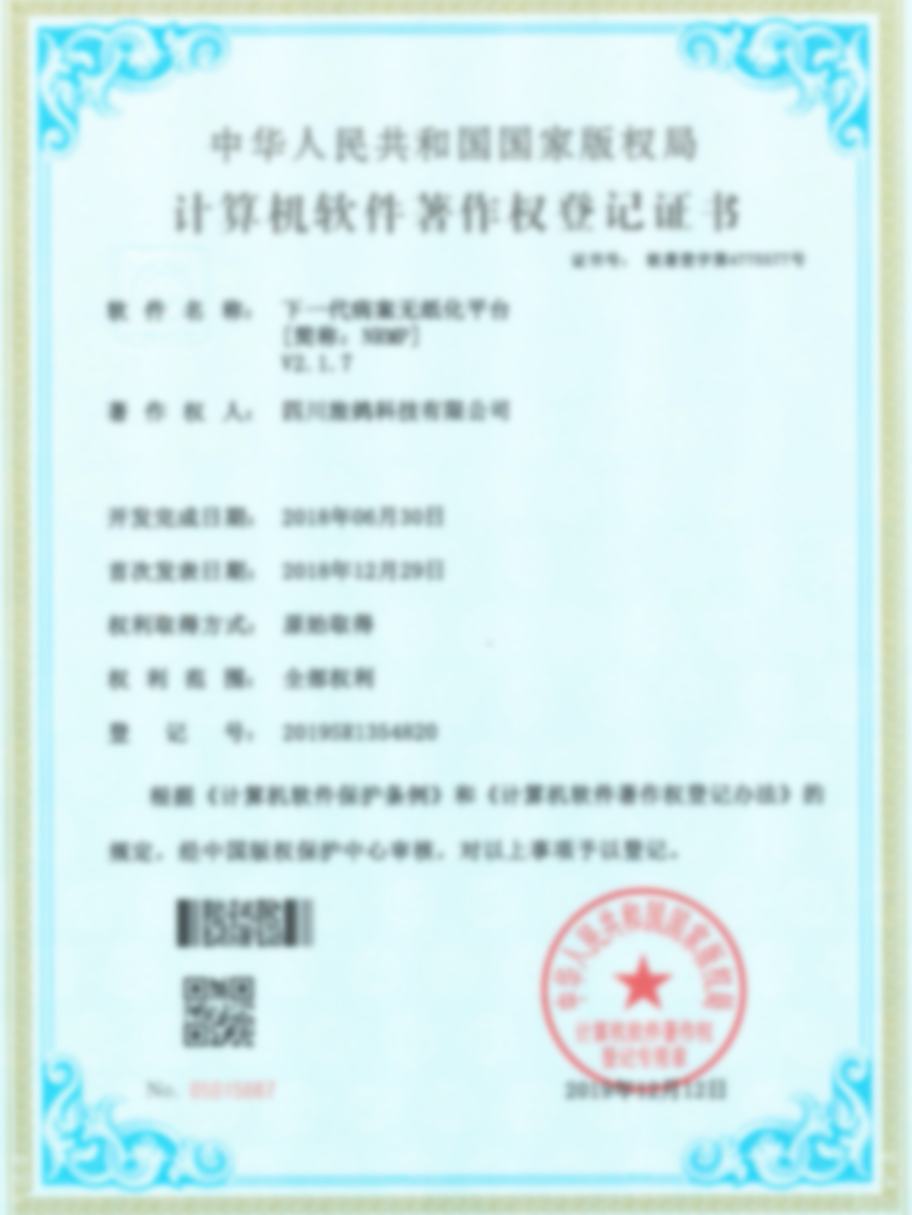 中华人民共和国国家版权局
计算机软件著作权登记证书
证书号： 软著登字第 号
软 件 名 称： 下一代病案无纸化平台
[简称：NRMP]
V2.1.7
著 作 权 人： 四川 科技有限公司
开发完成日期： 2018年06月30日
首次发表日期： 2018年12月29日
权利取得方式： 原始取得
权 利 范 围： 全部权利
登 记 号： 2019SR1354820
根据《计算机软件保护条例》和《计算机软件著作权登记办法》的
规定，经中国版权保护中心审核，对以上事项予以登记。
中华人民共和国国家版权局
计算机软件著作权
登记专用章
No.
2019年12月12日